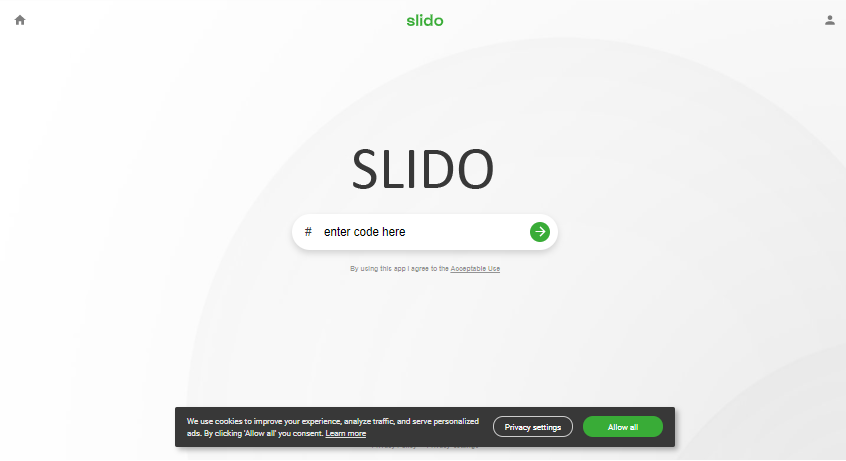 slido
SLIDO
# enter code here
By using this app I agree to the Acceptable Use
We use cookies to improve your experience, analyze traffic, and serve personalized
ads. By clicking 'Allow all' you consent. Learn more
Privacy settings
Allow all